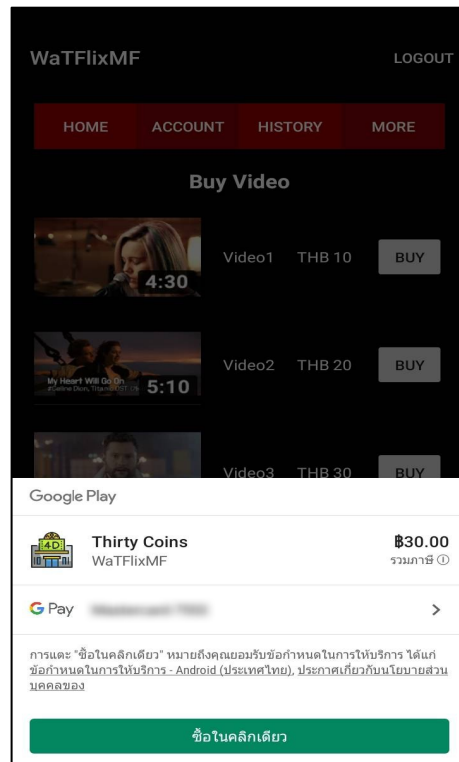 WaTFlixMF LOGOUT
HOME ACCOUNT HISTORY MORE
Buy Video
4:30 Video1 THB 10 BUY
My Heart Will Go On
5:10 Video2 THB 20 BUY
Video3 THB 30 BUY
Google Play
4D
Thirty Coins ฿30.00
WaTFlixMF รวมภาษี
G Pay
การแตะ "ซื้อในคลิกเดียว" หมายถึงคุณยอมรับข้อกำหนดในการให้บริการ ได้แก่
ข้อกำหนดในการให้บริการ - Android (ประเทศไทย), ประกาศเกี่ยวกับนโยบายส่วน
บุคคลของ
ซื้อในคลิกเดียว